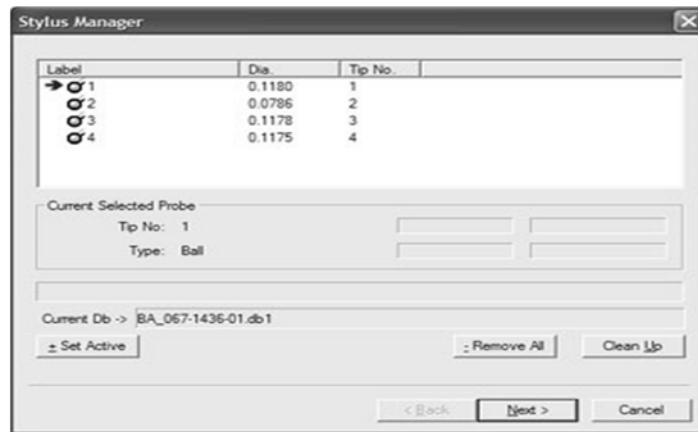 Stylus Manager
Label Dia. Tip No.
1 0.1180 1
2 0.0786 2
3 0.1178 3
4 0.1175 4
Current Selected Probe
Tip No: 1
Type: Ball
Current Db -> BA_067-1436-01.db1
+ Set Active - Remove All Clean Up
< Back Next > Cancel